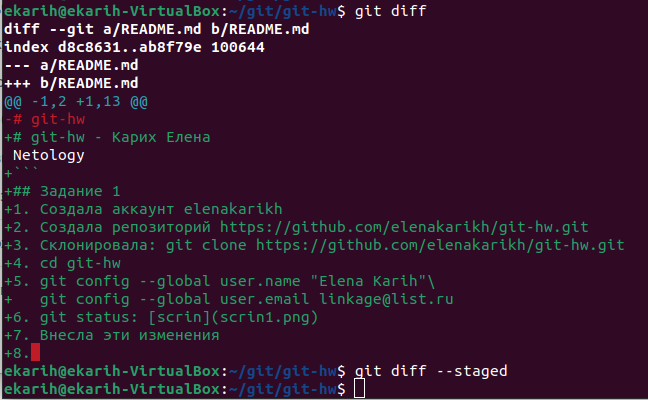 ekarih@ekarih-VirtualBox:~/git/git-hw$ git diff
diff --git a/README.md b/README.md
index d8c8631..ab8f79e 100644
--- a/README.md
+++ b/README.md
@@ -1,2 +1,13 @@
-# git-hw
+# git-hw - Карих Елена
 Netology
+```
+## Задание 1
+1. Создала аккаунт elenakarikh
+2. Создала репозиторий https://github.com/elenakarikh/git-hw.git
+3. Склонировала: git clone https://github.com/elenakarikh/git-hw.git
+4. cd git-hw
+5. git config --global user.name "Elena Karih"\
+   git config --global user.email linkage@list.ru
+6. git status: [scrin](scrin1.png)
+7. Внесла эти изменения
+8.
ekarih@ekarih-VirtualBox:~/git/git-hw$ git diff --staged
ekarih@ekarih-VirtualBox:~/git/git-hw$